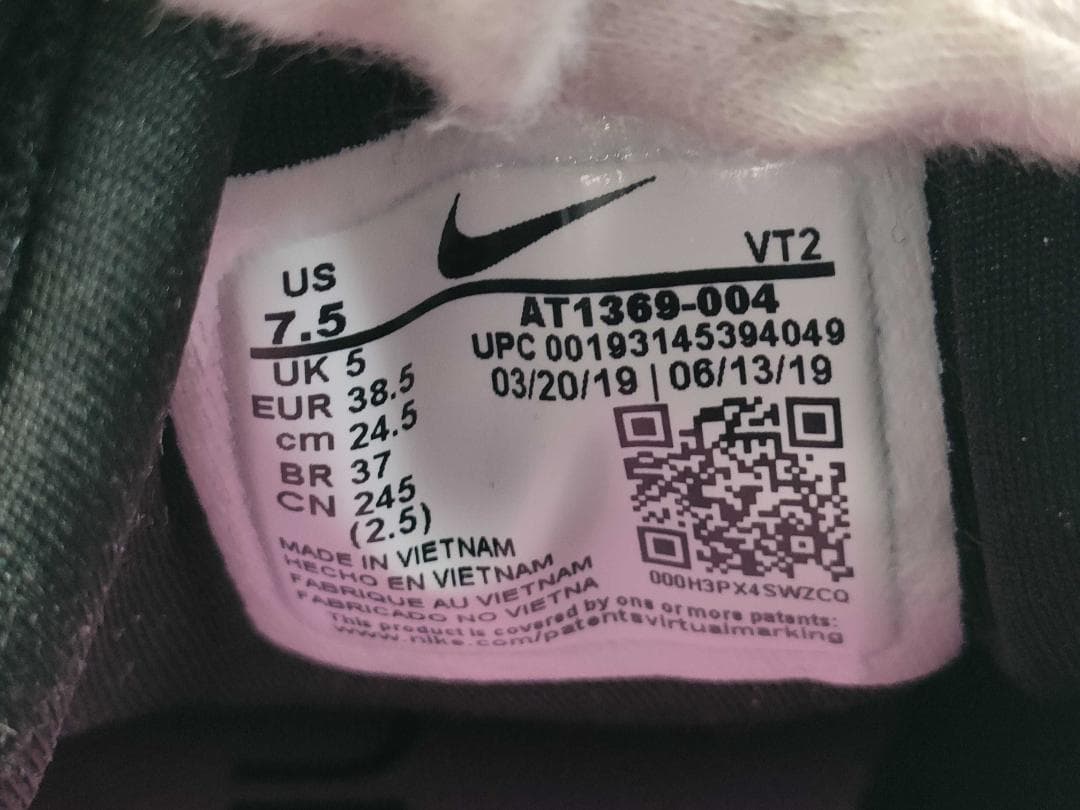 VT2
US
7.5
AT1369-004
UPC 00193145394049
03/20/19 | 06/13/19
UK 5
EUR 38.5
cm 24.5
BR 37
CN 245
(2.5)
MADE IN VIETNAM
HECHO EN VIETNAM
FABRIQUE AU VIETNAM
FABRICADO NO VIETNA
000H3PX4SWZCQ
This product is covered by one or more patents:
www.nike.com/patentsvirtualmarking